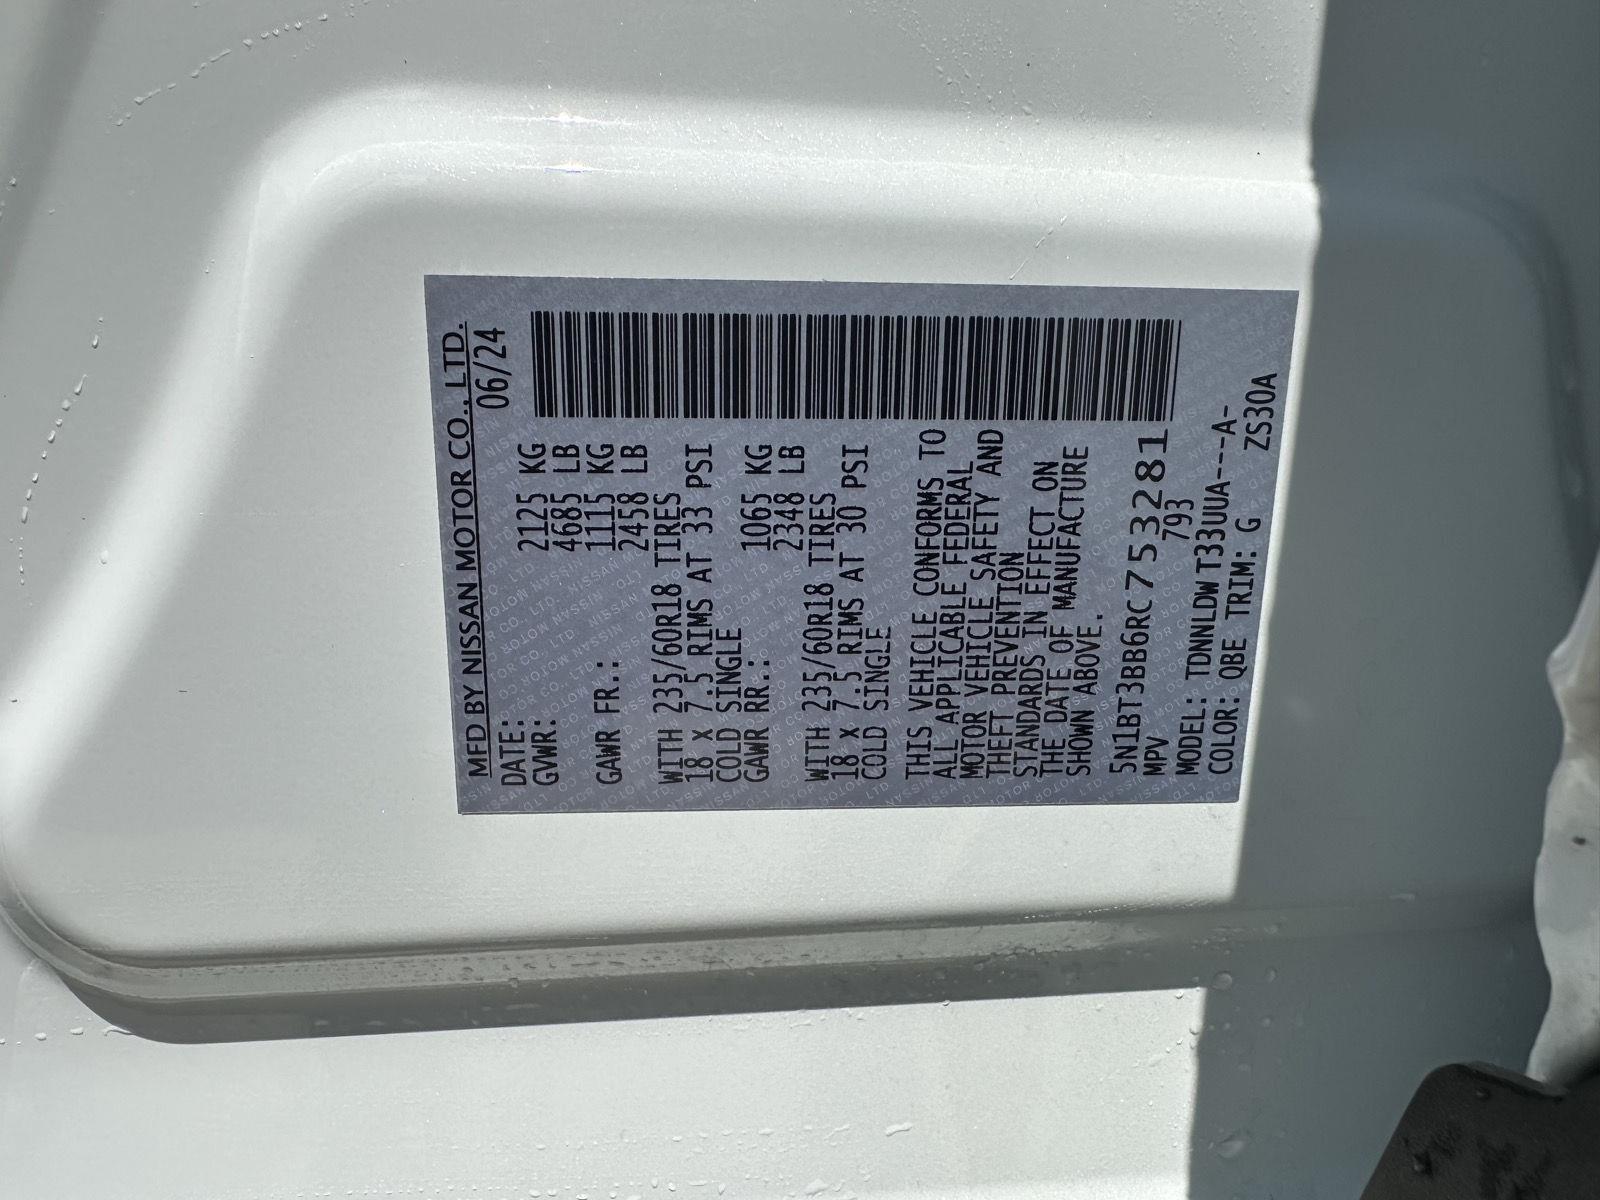 MFD BY NISSAN MOTOR CO., LTD.
DATE: 06/24
GVWR: 2125 KG
4685 LB
GAWR FR.: 1115 KG
2458 LB
WITH 235/60R18 TIRES
18 x 7.5 RIMS AT 33 PSI
COLD SINGLE
GAWR RR.: 1065 KG
2348 LB
WITH 235/60R18 TIRES
18 x 7.5 RIMS AT 30 PSI
COLD SINGLE
THIS VEHICLE CONFORMS TO
ALL APPLICABLE FEDERAL
MOTOR VEHICLE SAFETY AND
THEFT PREVENTION
STANDARDS IN EFFECT ON
THE DATE OF MANUFACTURE
SHOWN ABOVE.
5N1BT3BB6RC753281
MPV 793
MODEL: TDNNLDW T33UUA---A-
COLOR: QBE TRIM: G ZS30A